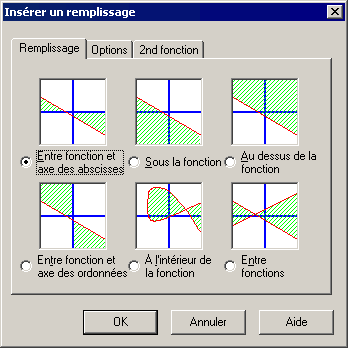 Insérer un remplissage
Remplissage
Options
2nd fonction
Entre fonction et
axe des abscisses
Sous la fonction
Au dessus de la
fonction
Entre fonction et
axe des ordonnées
À l'intérieur de
la fonction
Entre
fonctions
OK
Annuler
Aide